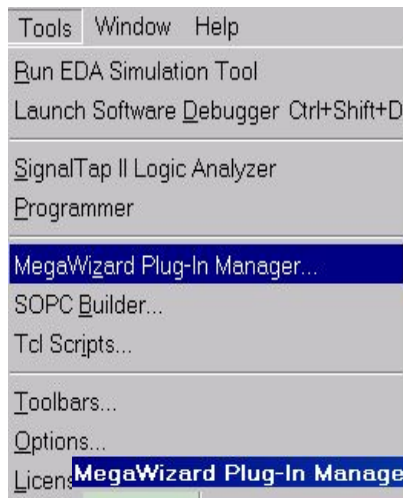 Tools Window Help
Run EDA Simulation Tool
Launch Software Debugger Ctrl+Shift+D
SignalTap II Logic Analyzer
Programmer
MegaWizard Plug-In Manager...
SOPC Builder...
Tcl Scripts...
Toolbars...
Options...
Licens
MegaWizard Plug-In Manage